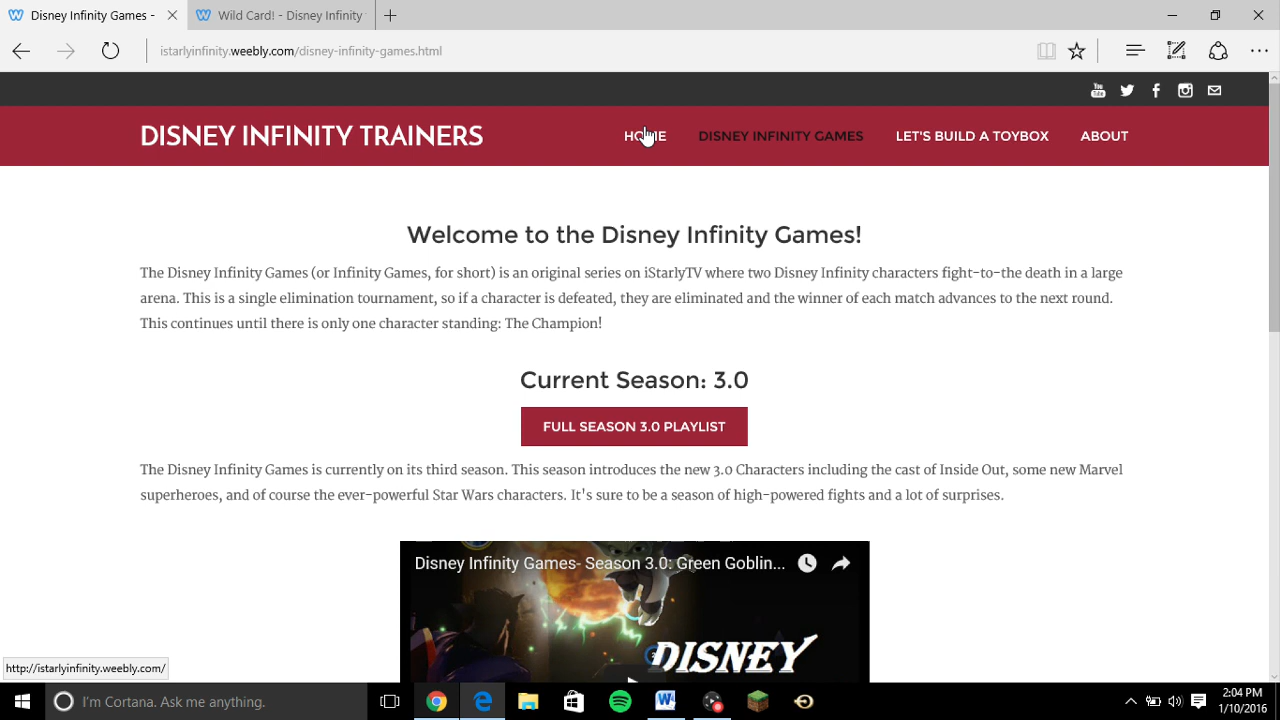 Disney Infinity Games -
Wild Card! - Disney Infinity
istarlyinfinity.weebly.com/disney-infinity-games.html
You Tube
DISNEY INFINITY TRAINERS
HOME
DISNEY INFINITY GAMES
LET'S BUILD A TOYBOX
ABOUT
Welcome to the Disney Infinity Games!
The Disney Infinity Games (or Infinity Games, for short) is an original series on iStarlyTV where two Disney Infinity characters fight-to-the death in a large
arena. This is a single elimination tournament, so if a character is defeated, they are eliminated and the winner of each match advances to the next round.
This continues until there is only one character standing: The Champion!
Current Season: 3.0
FULL SEASON 3.0 PLAYLIST
The Disney Infinity Games is currently on its third season. This season introduces the new 3.0 Characters including the cast of Inside Out, some new Marvel
superheroes, and of course the ever-powerful Star Wars characters. It's sure to be a season of high-powered fights and a lot of surprises.
Disney Infinity Games- Season 3.0: Green Goblin...
DISNEY
http://istarlyinfinity.weebly.com/
I'm Cortana. Ask me anything.
2:04 PM
1/10/2016